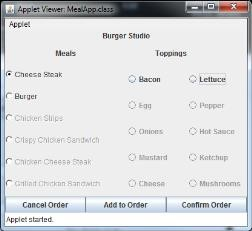 Applet Viewer: MealApp.class
Applet
Burger Studio
Meals Toppings
Cheese Steak Bacon Lettuce
Burger Egg Pepper
Chicken Strips Onions Hot Sauce
Crispy Chicken Sandwich Mustard Ketchup
Chicken Cheese Steak Cheese Mushrooms
Grilled Chicken Sandwich
Cancel Order Add to Order Confirm Order
Applet started.